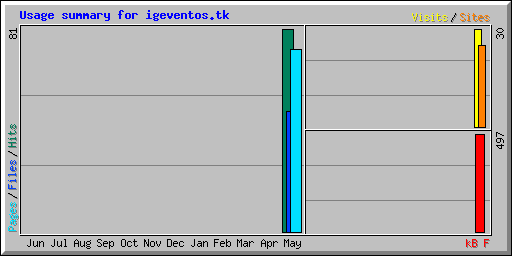 Usage summary for igeventos.tk
Visits / Sites
81
30
497
Pages / Files / Hits
Jun Jul Aug Sep Oct Nov Dec Jan Feb Mar Apr May
kB F